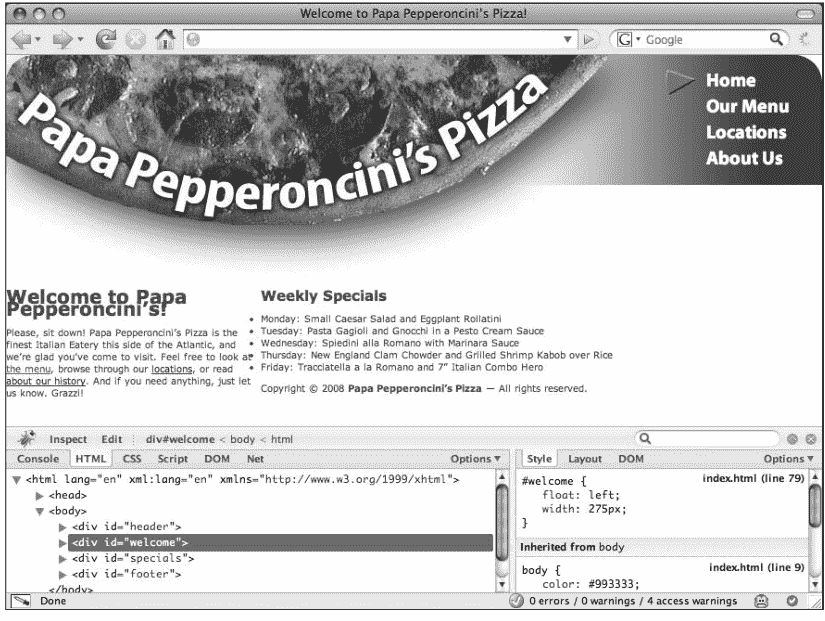 Welcome to Papa Pepperoncini's Pizza!
G Google
Papa Pepperoncini's Pizza
Home
Our Menu
Locations
About Us
Welcome to Papa
Pepperoncini's!
Please, sit down! Papa Pepperoncini's Pizza is the
finest Italian Eatery this side of the Atlantic, and
we're glad you've come to visit. Feel free to look at
the menu, browse through our locations, or read
about our history. And if you need anything, just let
us know. Grazzi!
Weekly Specials
• Monday: Small Caesar Salad and Eggplant Rollatini
• Tuesday: Pasta Gagioli and Gnocchi in a Pesto Cream Sauce
• Wednesday: Spiedini alla Romano with Marinara Sauce
• Thursday: New England Clam Chowder and Grilled Shrimp Kabob over Rice
• Friday: Tracciatella a la Romano and 7" Italian Combo Hero
Copyright © 2008 Papa Pepperoncini's Pizza — All rights reserved.
Inspect Edit div#welcome < body < html
Console HTML CSS Script DOM Net Options
<html lang="en" xml:lang="en" xmlns="http://www.w3.org/1999/xhtml">
<head>
<body>
<div id="header">
<div id="welcome">
<div id="specials">
<div id="footer">
</body>
Style Layout DOM Options
#welcome { index.html (line 79)
float: left;
width: 275px;
}
Inherited from body
body { index.html (line 9)
color: #993333;
Done
0 errors / 0 warnings / 4 access warnings